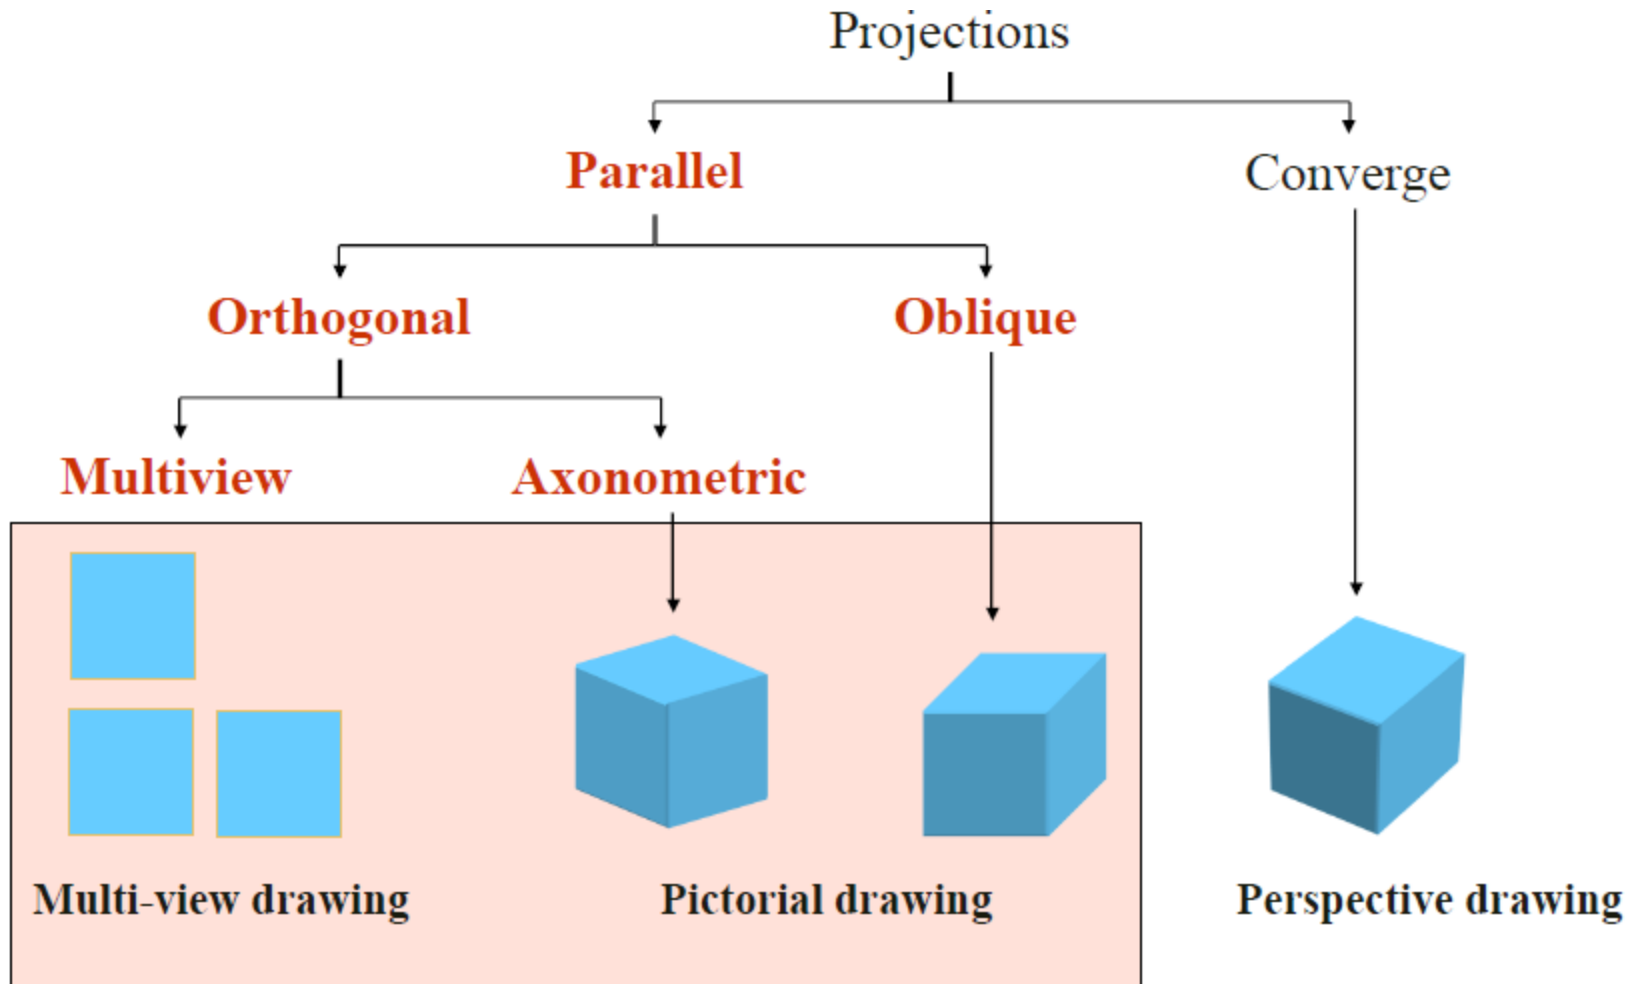 Projections
Parallel
Converge
Orthogonal
Oblique
Multiview
Axonometric
Multi-view drawing
Pictorial drawing
Perspective drawing